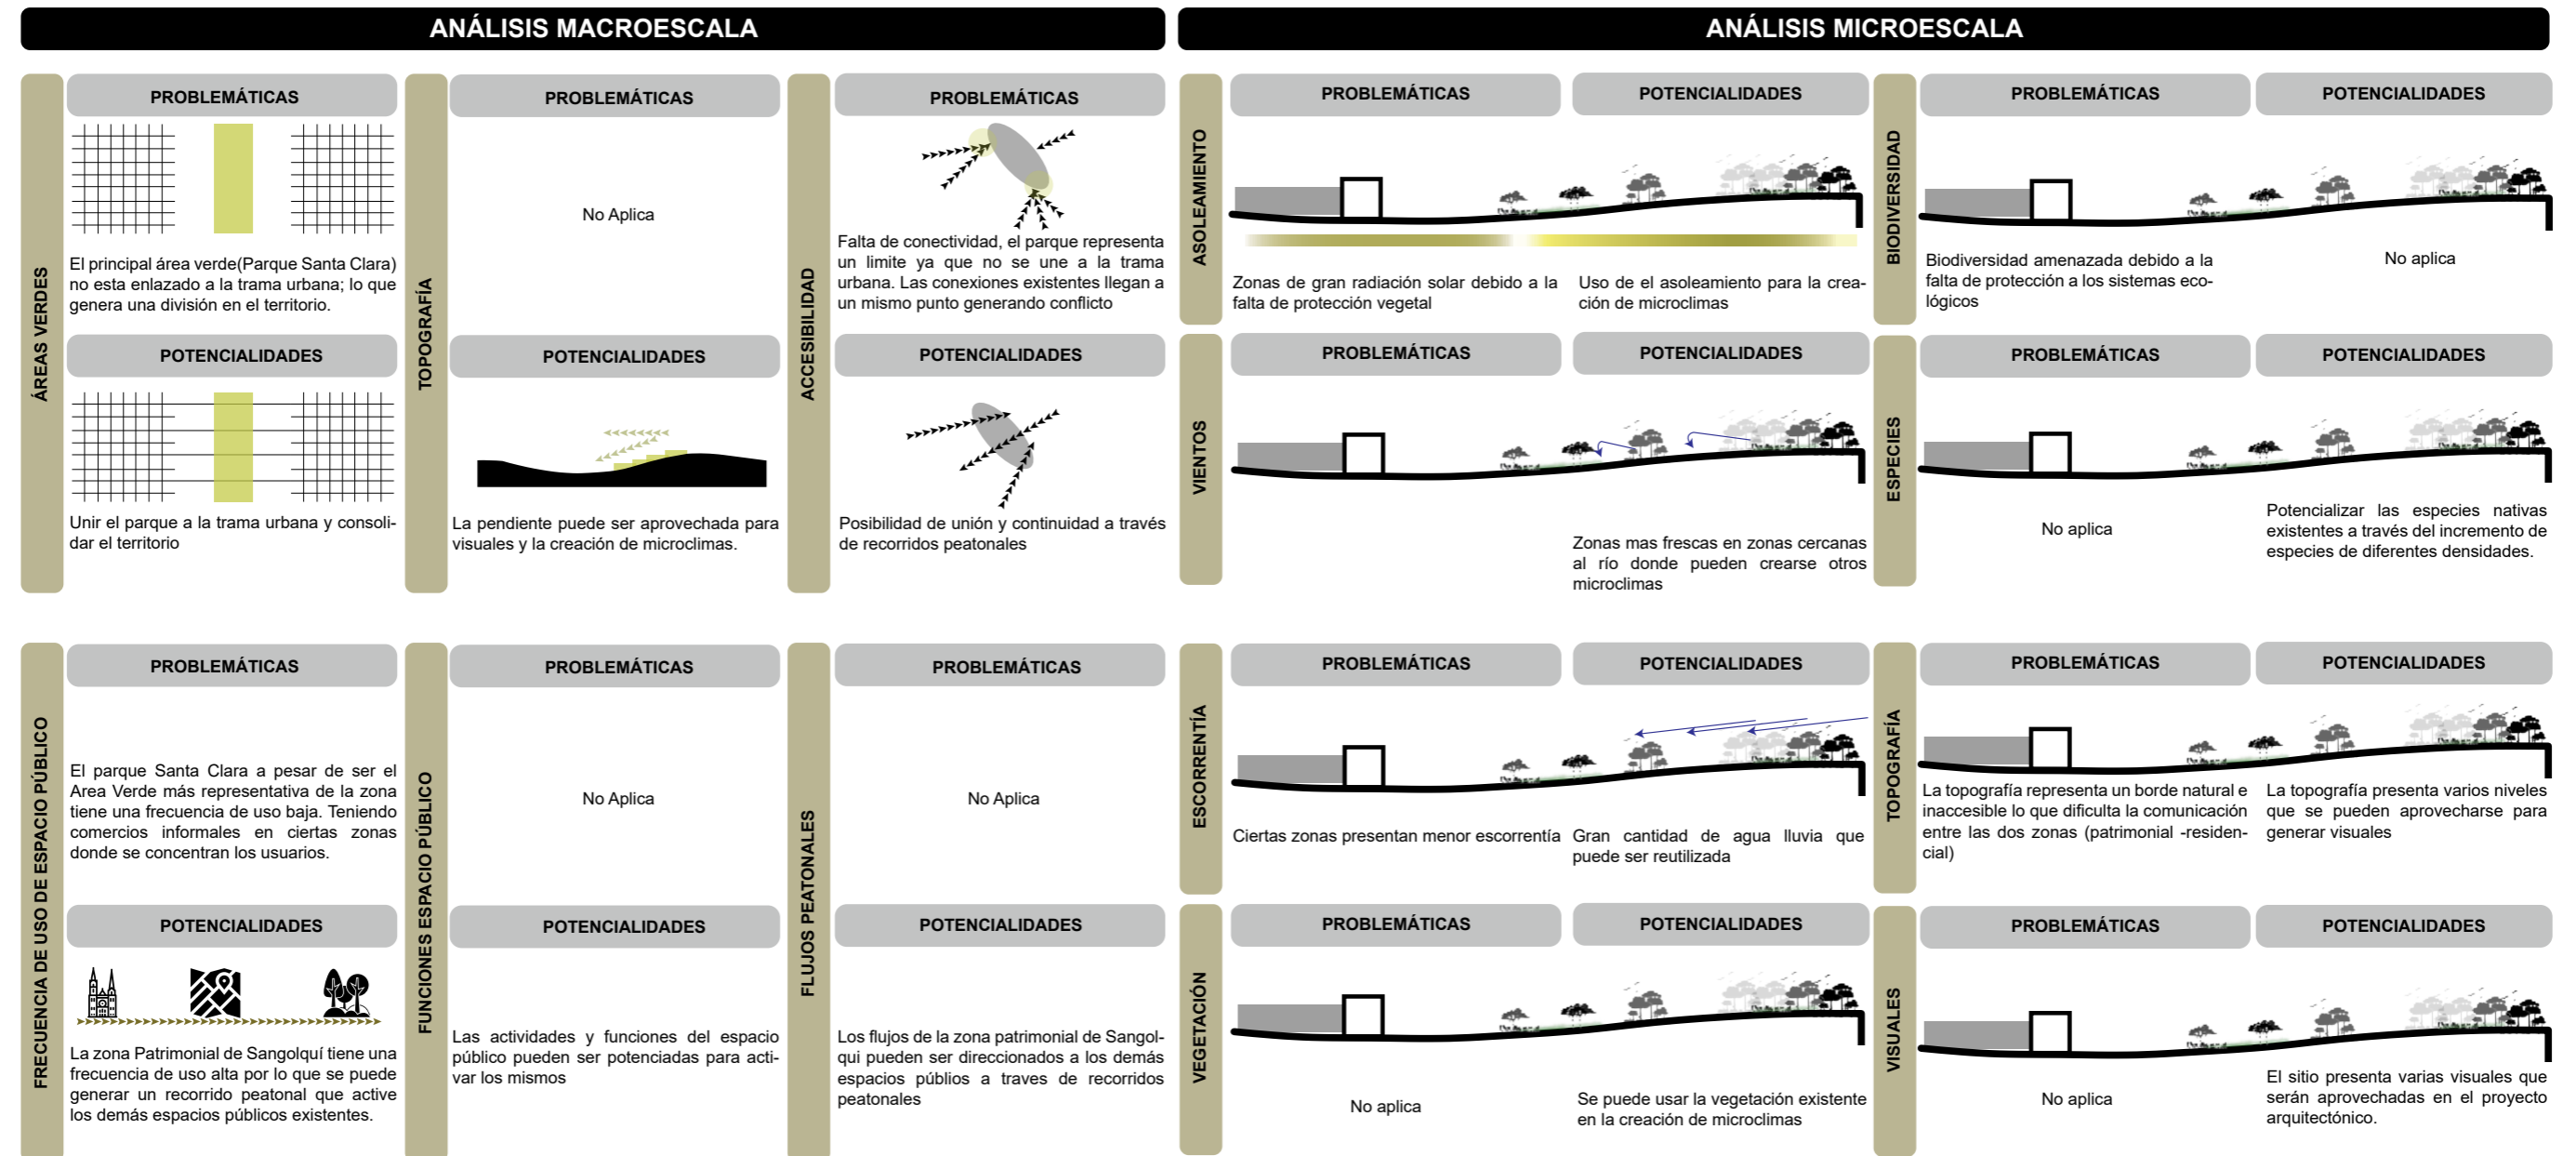 ANÁLISIS MACROESCALA
ÁREAS VERDES
PROBLEMÁTICAS
El principal área verde(Parque Santa Clara)
no esta enlazado a la trama urbana; lo que
genera una división en el territorio.
POTENCIALIDADES
Unir el parque a la trama urbana y consoli-
dar el territorio
TOPOGRAFÍA
PROBLEMÁTICAS
No Aplica
POTENCIALIDADES
La pendiente puede ser aprovechada para
visuales y la creación de microclimas.
ACCESIBILIDAD
PROBLEMÁTICAS
Falta de conectividad, el parque representa
un limite ya que no se une a la trama
urbana. Las conexiones existentes llegan a
un mismo punto generando conflicto
POTENCIALIDADES
Posibilidad de unión y continuidad a través
de recorridos peatonales
FRECUENCIA DE USO DE ESPACIO PÚBLICO
PROBLEMÁTICAS
El parque Santa Clara a pesar de ser el
Area Verde más representativa de la zona
tiene una frecuencia de uso baja. Teniendo
comercios informales en ciertas zonas
donde se concentran los usuarios.
POTENCIALIDADES
La zona Patrimonial de Sangolquí tiene una
frecuencia de uso alta por lo que se puede
generar un recorrido peatonal que active
los demás espacios públicos existentes.
FUNCIONES ESPACIO PÚBLICO
PROBLEMÁTICAS
No Aplica
POTENCIALIDADES
Las actividades y funciones del espacio
público pueden ser potenciadas para acti-
var los mismos
FLUJOS PEATONALES
PROBLEMÁTICAS
No Aplica
POTENCIALIDADES
Los flujos de la zona patrimonial de Sangol-
qui pueden ser direccionados a los demás
espacios públios a traves de recorridos
peatonales
ANÁLISIS MICROESCALA
ASOLEAMIENTO
PROBLEMÁTICAS
Zonas de gran radiación solar debido a la
falta de protección vegetal
POTENCIALIDADES
Uso de el asoleamiento para la crea-
ción de microclimas
BIODIVERSIDAD
PROBLEMÁTICAS
Biodiversidad amenazada debido a la
falta de protección a los sistemas eco-
lógicos
POTENCIALIDADES
No aplica
VIENTOS
PROBLEMÁTICAS
POTENCIALIDADES
Zonas mas frescas en zonas cercanas
al río donde pueden crearse otros
microclimas
ESPECIES
PROBLEMÁTICAS
No aplica
POTENCIALIDADES
Potencializar las especies nativas
existentes a través del incremento de
especies de diferentes densidades.
ESCORRENTÍA
PROBLEMÁTICAS
Ciertas zonas presentan menor escorrentía
POTENCIALIDADES
Gran cantidad de agua lluvia que
puede ser reutilizada
TOPOGRAFÍA
PROBLEMÁTICAS
La topografía representa un borde natural e
inaccesible lo que dificulta la comunicación
entre las dos zonas (patrimonial -residen-
cial)
POTENCIALIDADES
La topografía presenta varios niveles
que se pueden aprovecharse para
generar visuales
VEGETACIÓN
PROBLEMÁTICAS
No aplica
POTENCIALIDADES
Se puede usar la vegetación existente
en la creación de microclimas
VISUALES
PROBLEMÁTICAS
No aplica
POTENCIALIDADES
El sitio presenta varias visuales que
serán aprovechadas en el proyecto
arquitectónico.